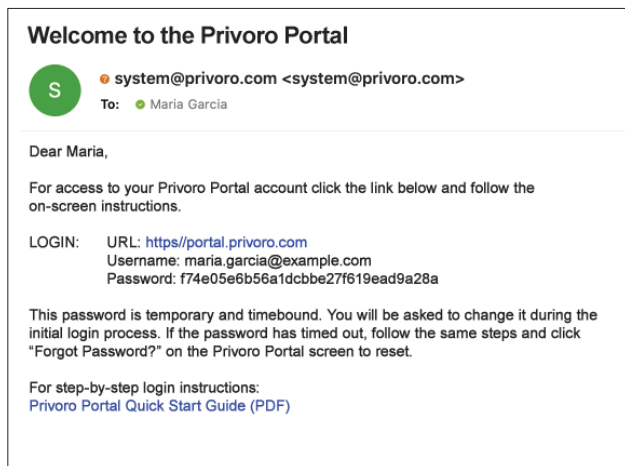 Welcome to the Privoro Portal
S
system@privoro.com <system@privoro.com>
To: Maria Garcia
Dear Maria,
For access to your Privoro Portal account click the link below and follow the
on-screen instructions.
LOGIN: URL: https//portal.privoro.com
Username: maria.garcia@example.com
Password: f74e05e6b56a1dcbbe27f619ead9a28a
This password is temporary and timebound. You will be asked to change it during the
initial login process. If the password has timed out, follow the same steps and click
“Forgot Password?” on the Privoro Portal screen to reset.
For step-by-step login instructions:
Privoro Portal Quick Start Guide (PDF)